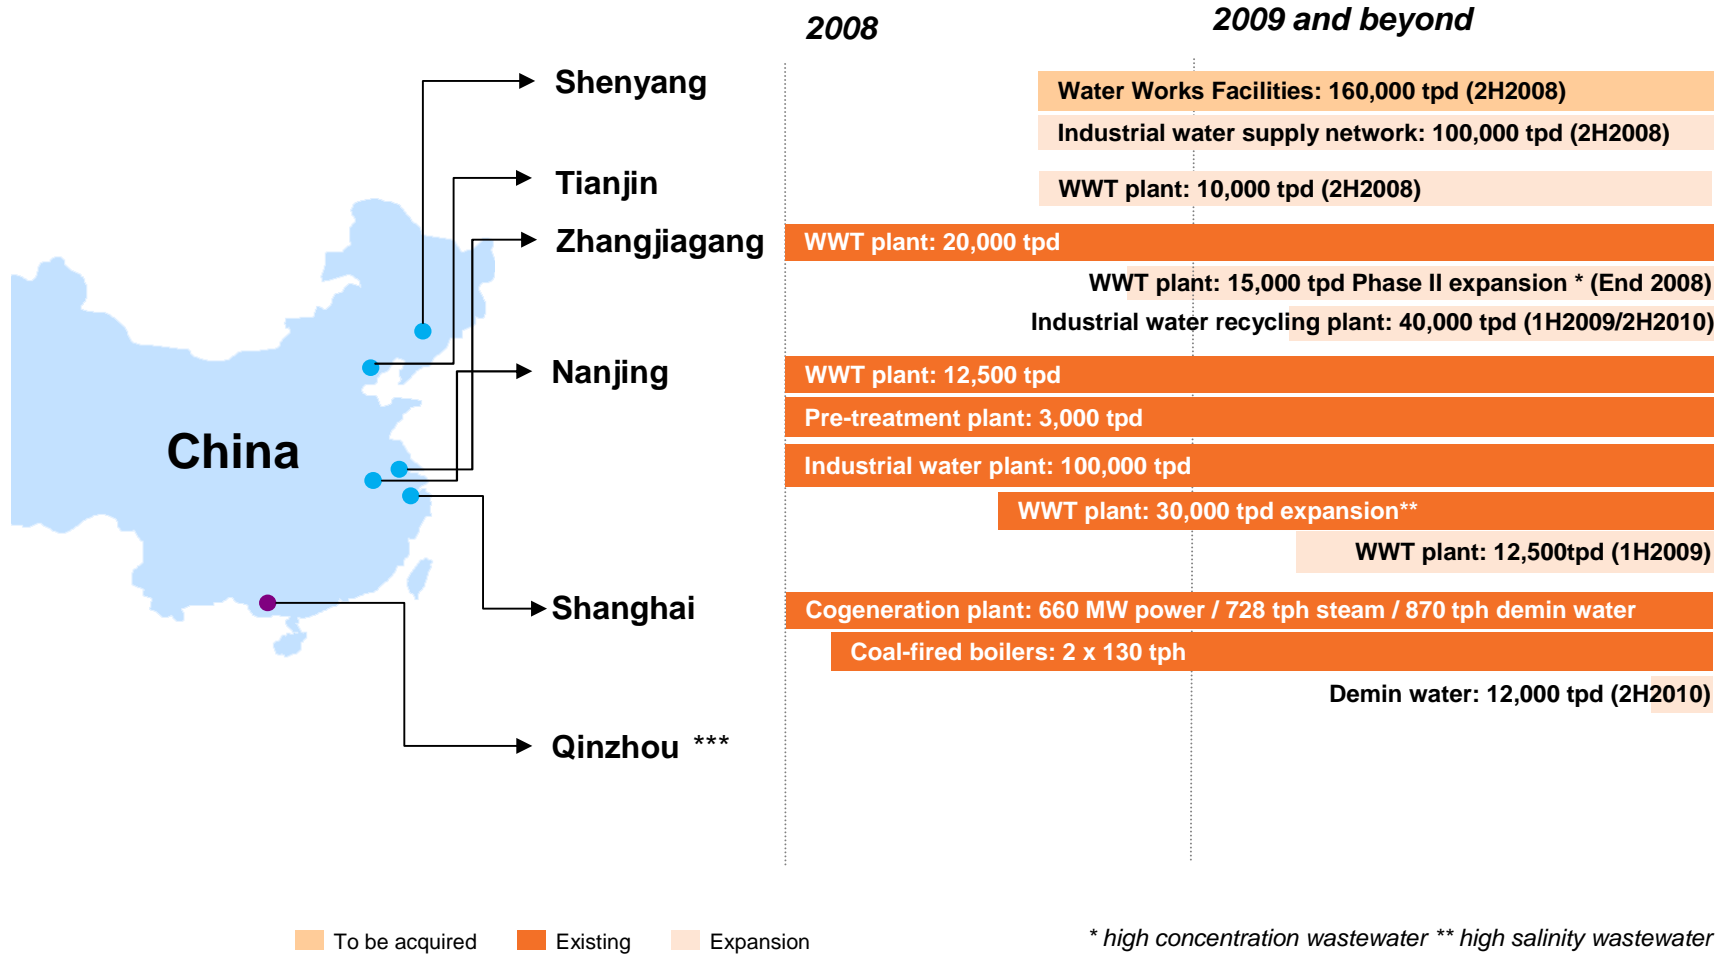 2008
2009 and beyond
Shenyang
Water Works Facilities: 160,000 tpd (2H2008)
Industrial water supply network: 100,000 tpd (2H2008)
Tianjin
WWT plant: 10,000 tpd (2H2008)
Zhangjiagang
WWT plant: 20,000 tpd
WWT plant: 15,000 tpd Phase II expansion * (End 2008)
Industrial water recycling plant: 40,000 tpd (1H2009/2H2010)
Nanjing
WWT plant: 12,500 tpd
Pre-treatment plant: 3,000 tpd
China
Industrial water plant: 100,000 tpd
WWT plant: 30,000 tpd expansion**
WWT plant: 12,500tpd (1H2009)
Shanghai
Cogeneration plant: 660 MW power / 728 tph steam / 870 tph demin water
Coal-fired boilers: 2 x 130 tph
Demin water: 12,000 tpd (2H2010)
Qinzhou ***
To be acquired
Existing
Expansion
* high concentration wastewater ** high salinity wastewater